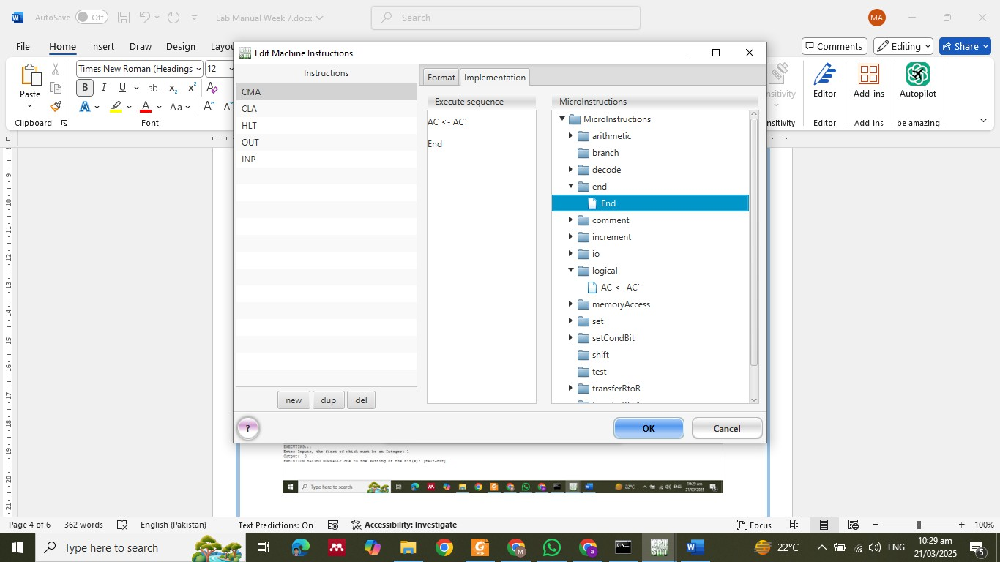 AutoSave Off Lab Manual Week 7.docx Search MA
File Home Insert Draw Design Layou Comments Editing Share
Edit Machine Instructions
Paste
Clipboard
Times New Roman (Headings 12
B I U ab x₂ x² A
A A Aa A
Font
Editor Add-ins Autopilot
Editor Add-ins be amazing
Instructions
CMA
CLA
HLT
OUT
INP
new dup del
Format Implementation
Execute sequence
AC <- AC`
End
MicroInstructions
MicroInstructions
arithmetic
branch
decode
end
End
comment
increment
io
logical
AC <- AC`
memoryAccess
set
setCondBit
shift
test
transferRtoR
? OK Cancel
EXECUTING...
Enter Inputs, the first of which must be an Integer: 1
Output: 0
EXECUTION HALTED NORMALLY due to the setting of the bit(s): [Halt-bit]
Type here to search 22°C ENG 10:29 am
21/03/2025
Page 4 of 6 362 words English (Pakistan) Text Predictions: On Accessibility: Investigate Focus 100%
Type here to search 22°C ENG 10:29 am
21/03/2025 5